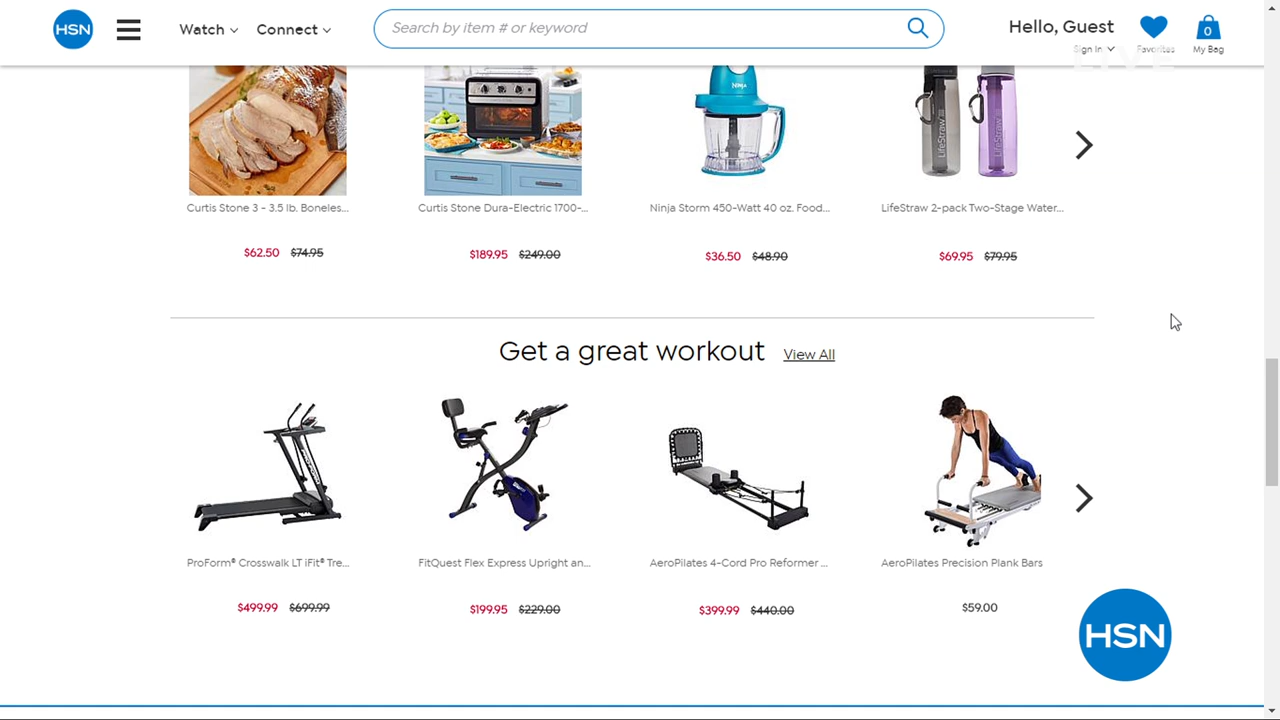 HSN
Watch
Connect
Search by item # or keyword
Hello, Guest
Sign In
Favorites
0
My Bag
LIVE
NINJA
LifeStraw
Curtis Stone 3 - 3.5 lb. Boneles...
Curtis Stone Dura-Electric 1700-...
Ninja Storm 450-Watt 40 oz. Food...
LifeStraw 2-pack Two-Stage Water...
$62.50 $74.95
$189.95 $249.00
$36.50 $48.90
$69.95 $79.95
Get a great workout View All
ProForm® Crosswalk LT iFit® Tre...
FitQuest Flex Express Upright an...
AeroPilates 4-Cord Pro Reformer ...
AeroPilates Precision Plank Bars
$499.99 $699.99
$199.95 $229.00
$399.99 $440.00
$59.00
HSN